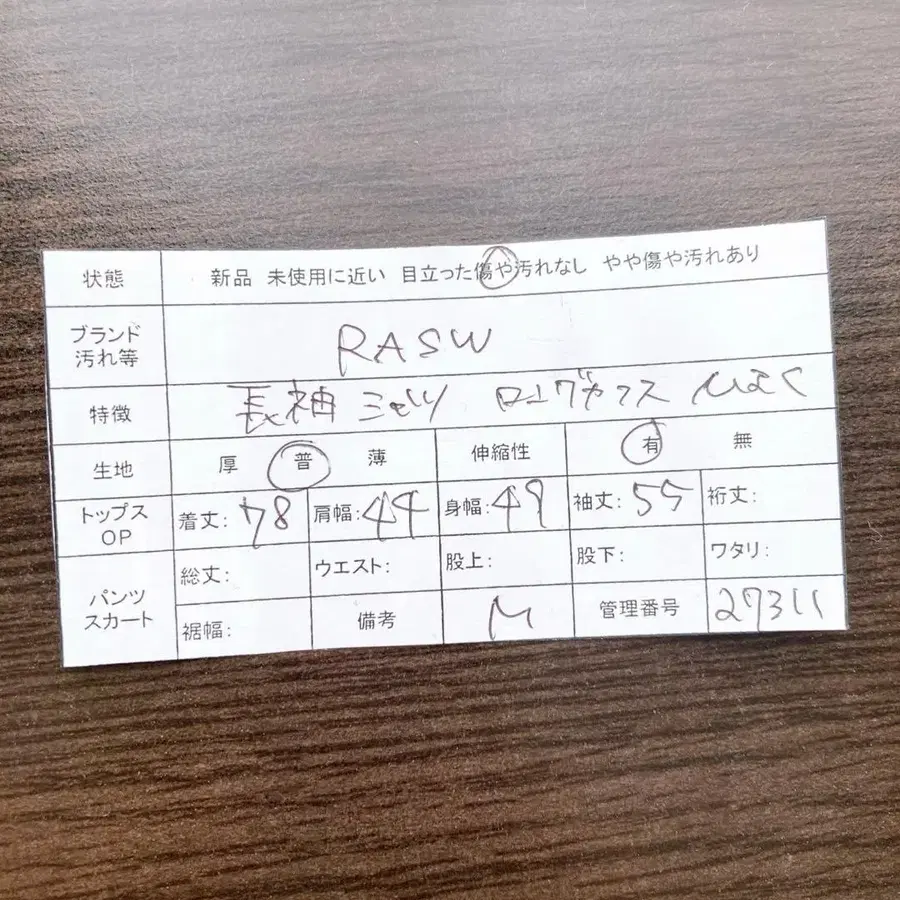 状態 新品 未使用に近い 目立った傷や汚れなし やや傷や汚れあり
ブランド 汚れ等 RASW
特徴 長袖 シャツ ロングカフス
生地 厚 普 薄 伸縮性 有 無
トップス OP 着丈: 78 肩幅: 44 身幅: 49 袖丈: 55 裄丈:
パンツ スカート 総丈: ウエスト: 股上: 股下: ワタリ:
裾幅: 備考 M 管理番号 27311